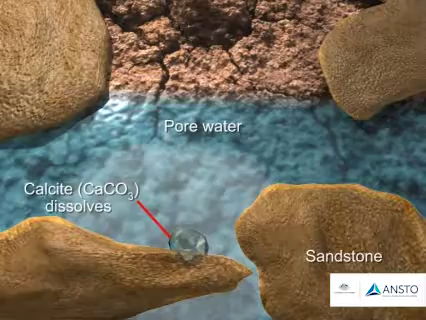 Pore water
Calcite (CaCO₃)
dissolves
Sandstone
ANSTO